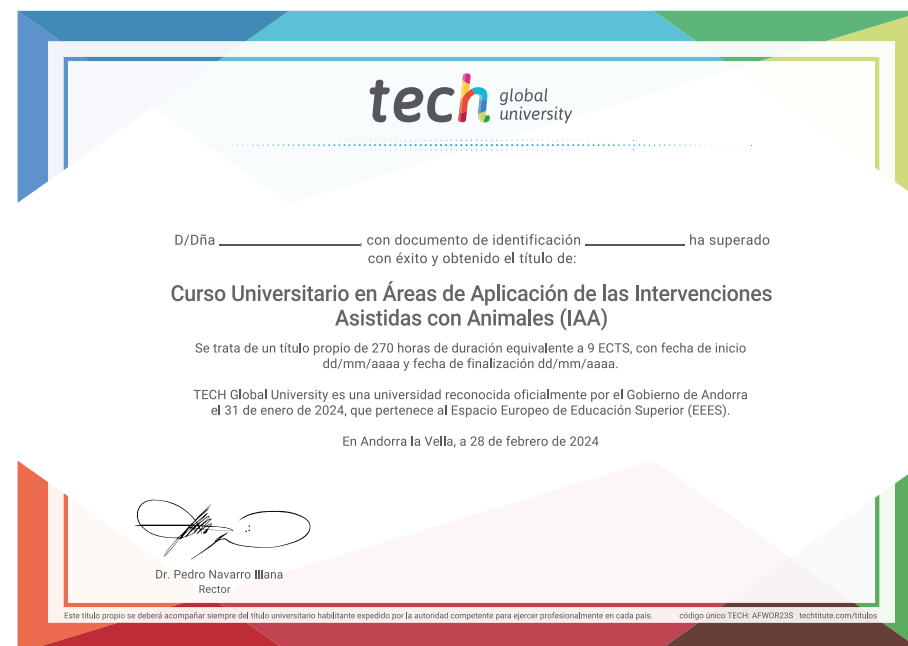 tech global university
D/Dña ______________________, con documento de identificación _______________ ha superado
con éxito y obtenido el título de:
Curso Universitario en Áreas de Aplicación de las Intervenciones
Asistidas con Animales (IAA)
Se trata de un título propio de 270 horas de duración equivalente a 9 ECTS, con fecha de inicio
dd/mm/aaaa y fecha de finalización dd/mm/aaaa.
TECH Global University es una universidad reconocida oficialmente por el Gobierno de Andorra
el 31 de enero de 2024, que pertenece al Espacio Europeo de Educación Superior (EEES).
En Andorra la Vella, a 28 de febrero de 2024
Dr. Pedro Navarro Illana
Rector
Este título propio se deberá acompañar siempre del título universitario habilitante expedido por la autoridad competente para ejercer profesionalmente en cada país. código único TECH: AFWOR23S techtitute.com/titulos